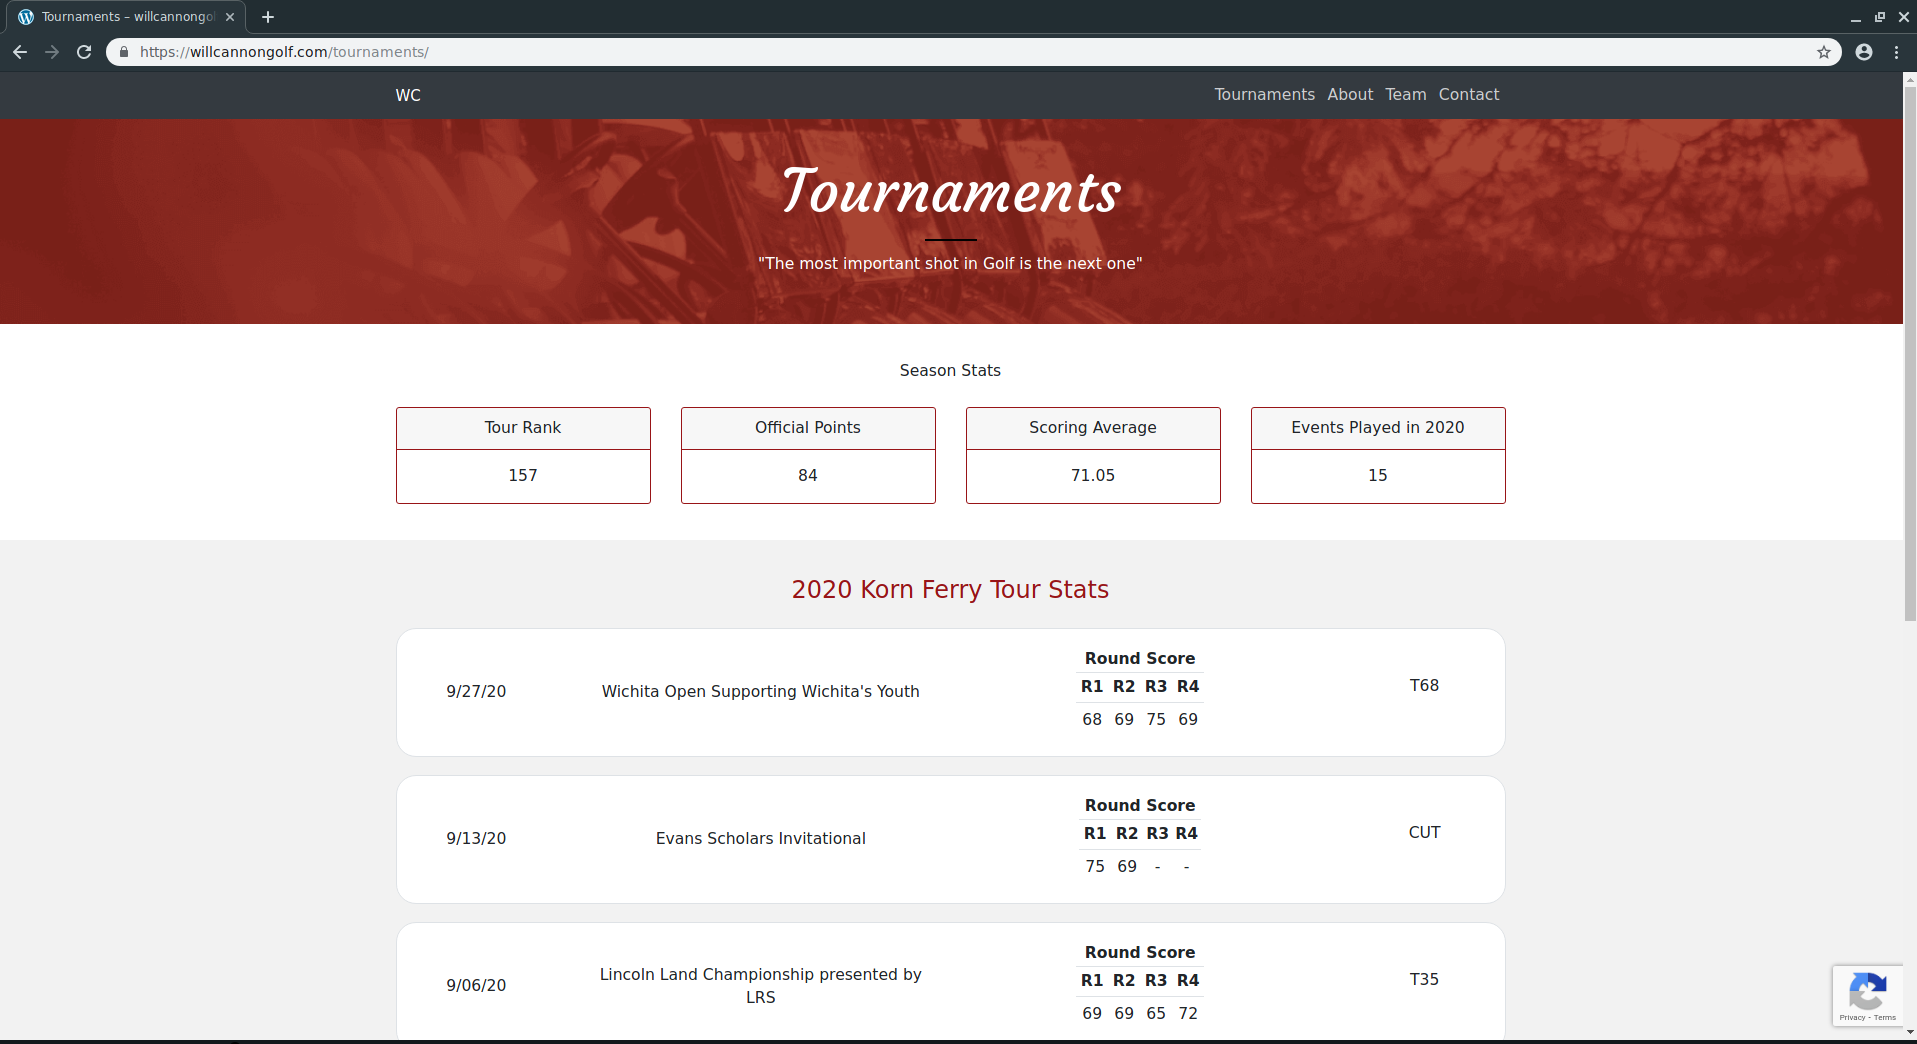 Tournaments – willcannongol
https://willcannongolf.com/tournaments/
WC
Tournaments About Team Contact
Tournaments
"The most important shot in Golf is the next one"
Season Stats
Tour Rank
157
Official Points
84
Scoring Average
71.05
Events Played in 2020
15
2020 Korn Ferry Tour Stats
9/27/20
Wichita Open Supporting Wichita's Youth
Round Score
R1 R2 R3 R4
68 69 75 69
T68
9/13/20
Evans Scholars Invitational
Round Score
R1 R2 R3 R4
75 69 - -
CUT
9/06/20
Lincoln Land Championship presented by
LRS
Round Score
R1 R2 R3 R4
69 69 65 72
T35
Privacy - Terms